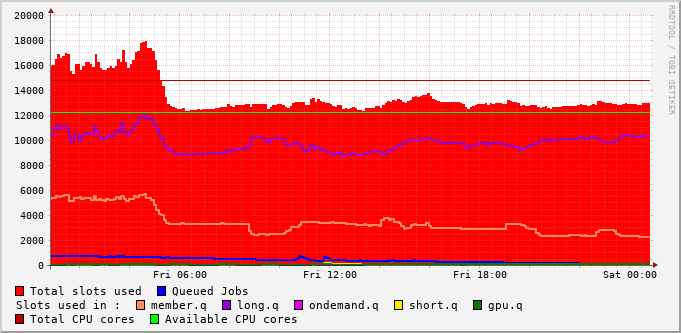 20000
18000
16000
14000
12000
10000
8000
6000
4000
2000
0
Fri 06:00 Fri 12:00 Fri 18:00 Sat 00:00
Total slots used Queued Jobs
Slots used in : member.q long.q ondemand.q short.q gpu.q
Total CPU cores Available CPU cores
RRDTOOL / TOBI OETIKER